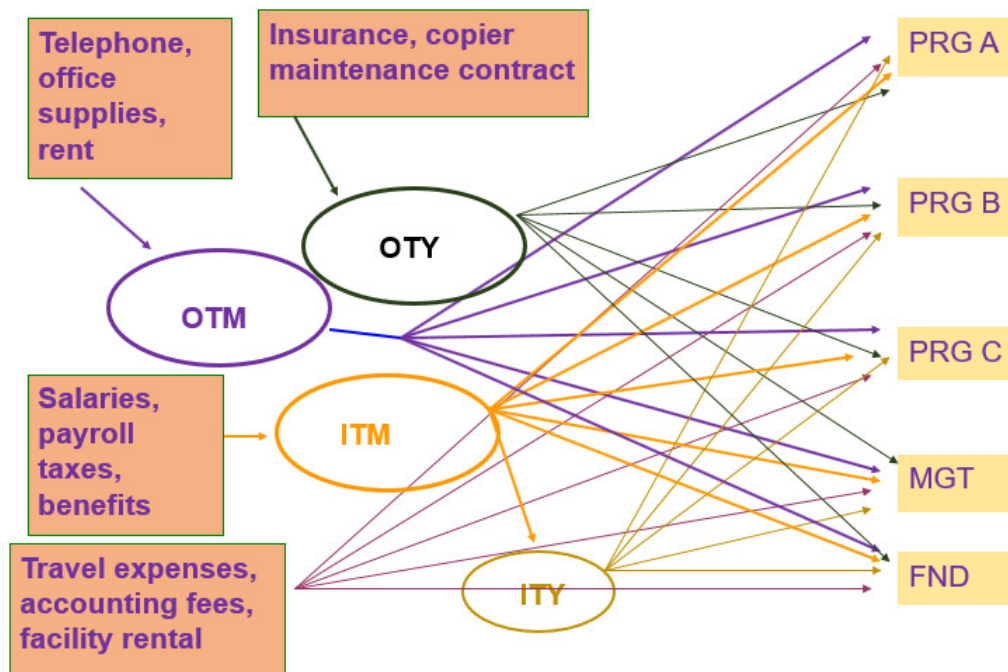 Telephone,
office
supplies,
rent
Insurance, copier
maintenance contract
PRG A
PRG B
OTY
OTM
PRG C
Salaries,
payroll
taxes,
benefits
ITM
MGT
Travel expenses,
accounting fees,
facility rental
ITY
FND